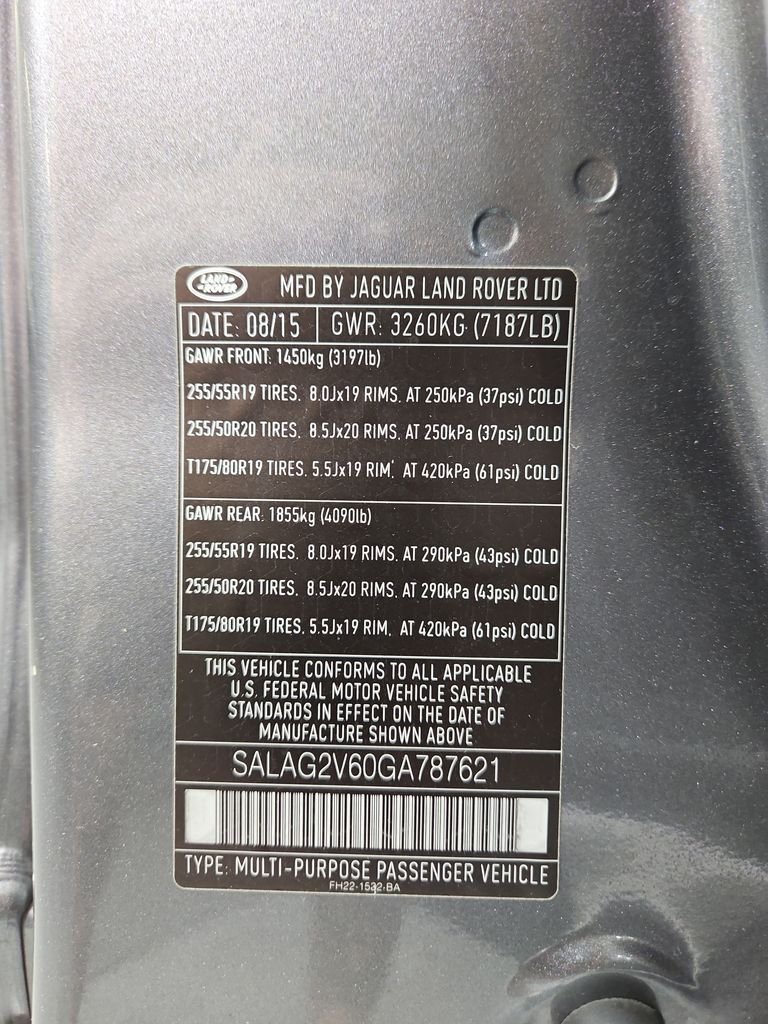 LAND ROVER
MFD BY JAGUAR LAND ROVER LTD
DATE: 08/15 GWR: 3260KG (7187LB)
GAWR FRONT: 1450kg (3197lb)
255/55R19 TIRES, 8.0Jx19 RIMS, AT 250kPa (37psi) COLD
255/50R20 TIRES, 8.5Jx20 RIMS, AT 250kPa (37psi) COLD
T175/80R19 TIRES, 5.5Jx19 RIM, AT 420kPa (61psi) COLD
GAWR REAR: 1855kg (4090lb)
255/55R19 TIRES, 8.0Jx19 RIMS, AT 290kPa (43psi) COLD
255/50R20 TIRES, 8.5Jx20 RIMS, AT 290kPa (43psi) COLD
T175/80R19 TIRES, 5.5Jx19 RIM, AT 420kPa (61psi) COLD
THIS VEHICLE CONFORMS TO ALL APPLICABLE
U.S. FEDERAL MOTOR VEHICLE SAFETY
STANDARDS IN EFFECT ON THE DATE OF
MANUFACTURE SHOWN ABOVE
SALAG2V60GA787621
TYPE: MULTI-PURPOSE PASSENGER VEHICLE
FH22-1532-BA